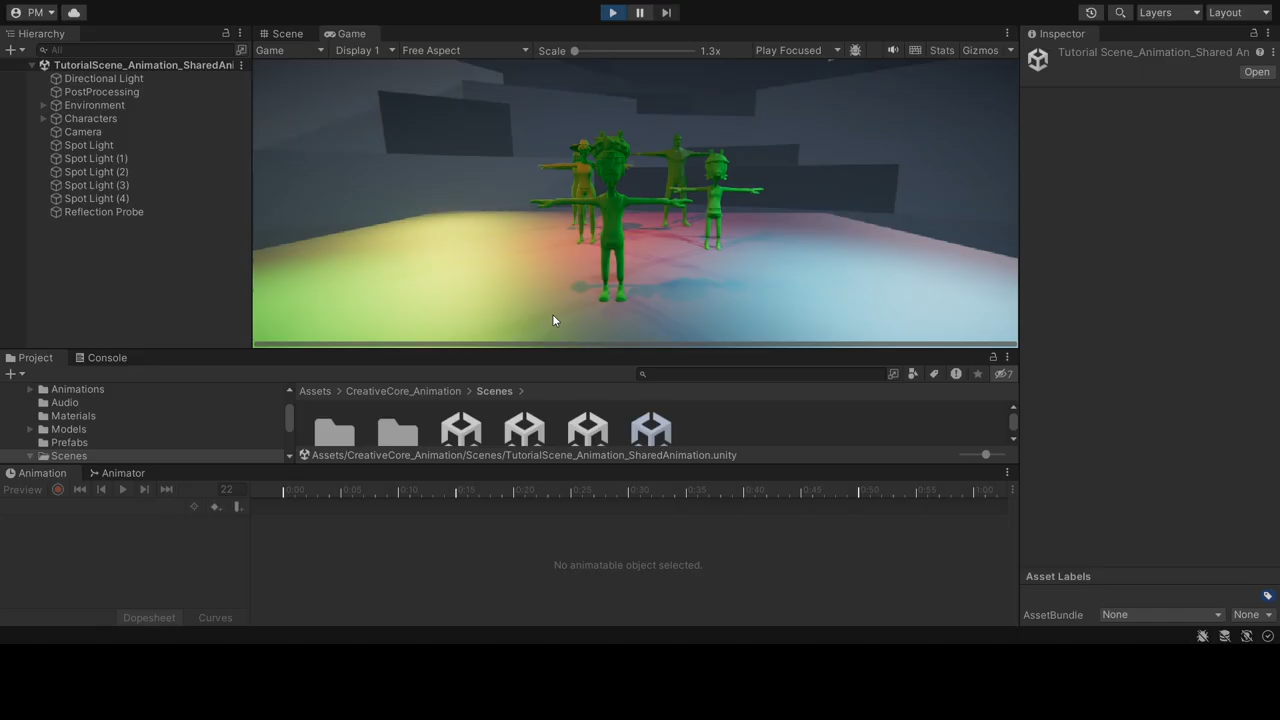 PM Layers Layout
Hierarchy Scene Game Inspector
All Game Display 1 Free Aspect Scale 1.3x Play Focused Stats Gizmos Tutorial Scene_Animation_Shared An
TutorialScene_Animation_SharedAni Open
Directional Light
PostProcessing
Environment
Characters
Camera
Spot Light
Spot Light (1)
Spot Light (2)
Spot Light (3)
Spot Light (4)
Reflection Probe
Project Console
7
Animations Assets > CreativeCore_Animation > Scenes >
Audio
Materials
Models
Prefabs
Scenes Assets/CreativeCore_Animation/Scenes/TutorialScene_Animation_SharedAnimation.unity
Animation Animator
Preview 22 0:00 0:05 0:10 0:15 0:20 0:25 0:30 0:35 0:40 0:45 0:50 0:55 1:00
No animatable object selected.
Asset Labels
Dopesheet Curves AssetBundle None None